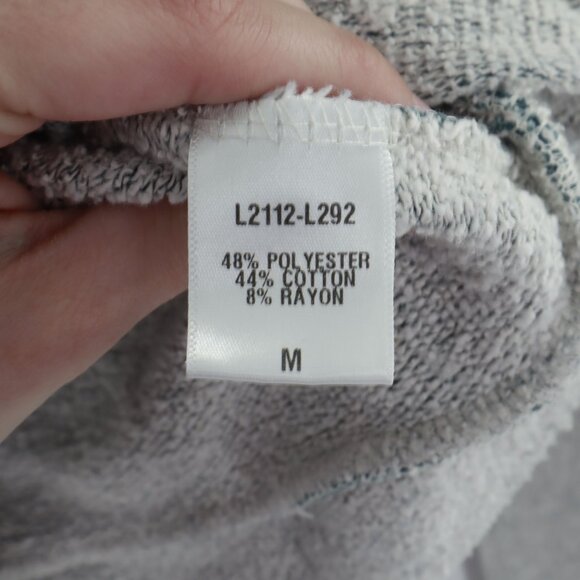 L2112-L292
48% POLYESTER
44% COTTON
8% RAYON
M